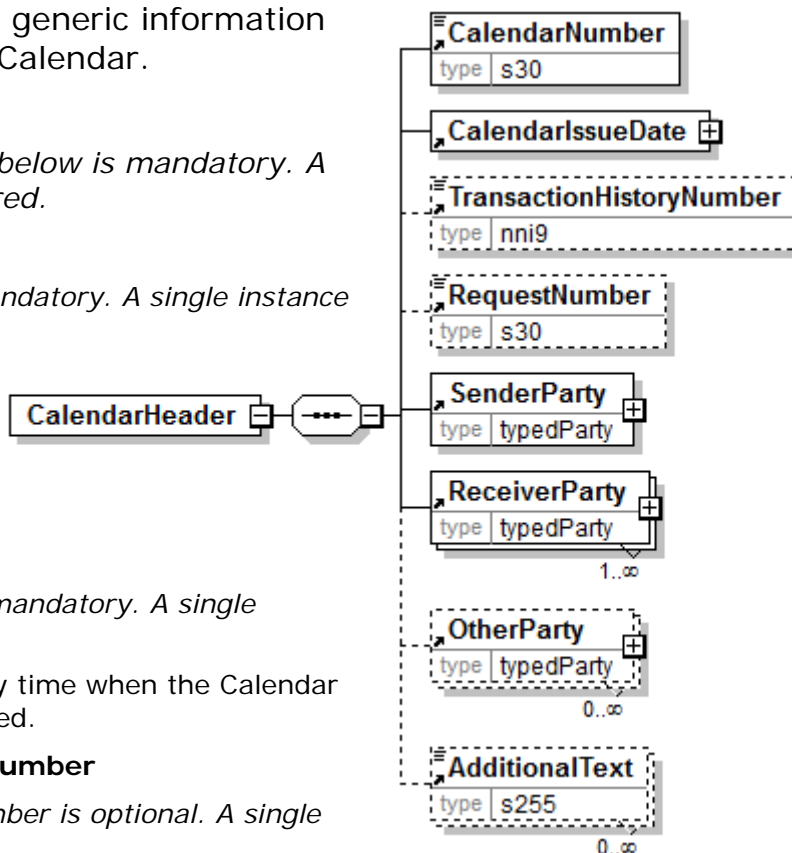 generic information
Calendar.
below is mandatory. A
red.
ndatory. A single instance
mandatory. A single
y time when the Calendar
ed.
umber
nber is optional. A single
CalendarHeader
CalendarNumber
type s30
CalendarIssueDate
TransactionHistoryNumber
type nni9
RequestNumber
type s30
SenderParty
type typedParty
ReceiverParty
type typedParty
1..∞
OtherParty
type typedParty
0..∞
AdditionalText
type s255
0..∞